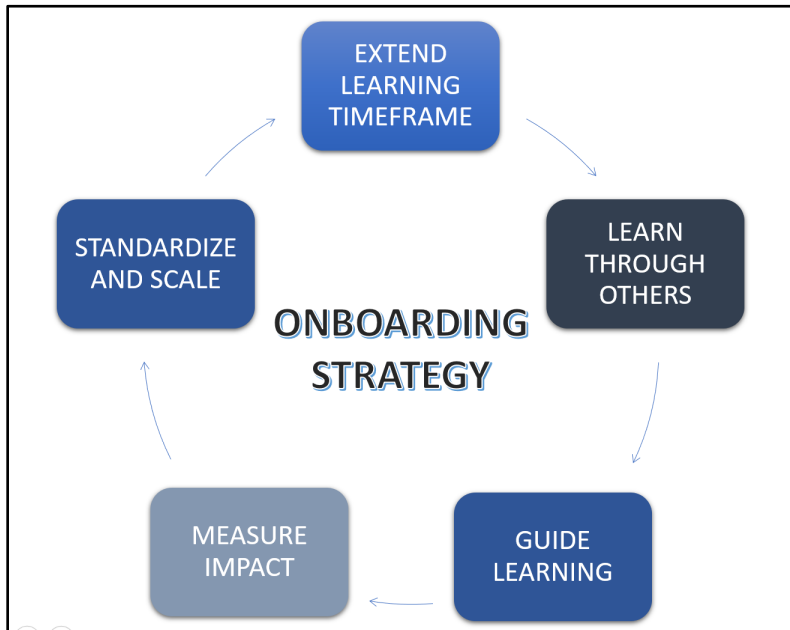 EXTEND
LEARNING
TIMEFRAME
LEARN
THROUGH
OTHERS
GUIDE
LEARNING
MEASURE
IMPACT
STANDARDIZE
AND SCALE
ONBOARDING
STRATEGY